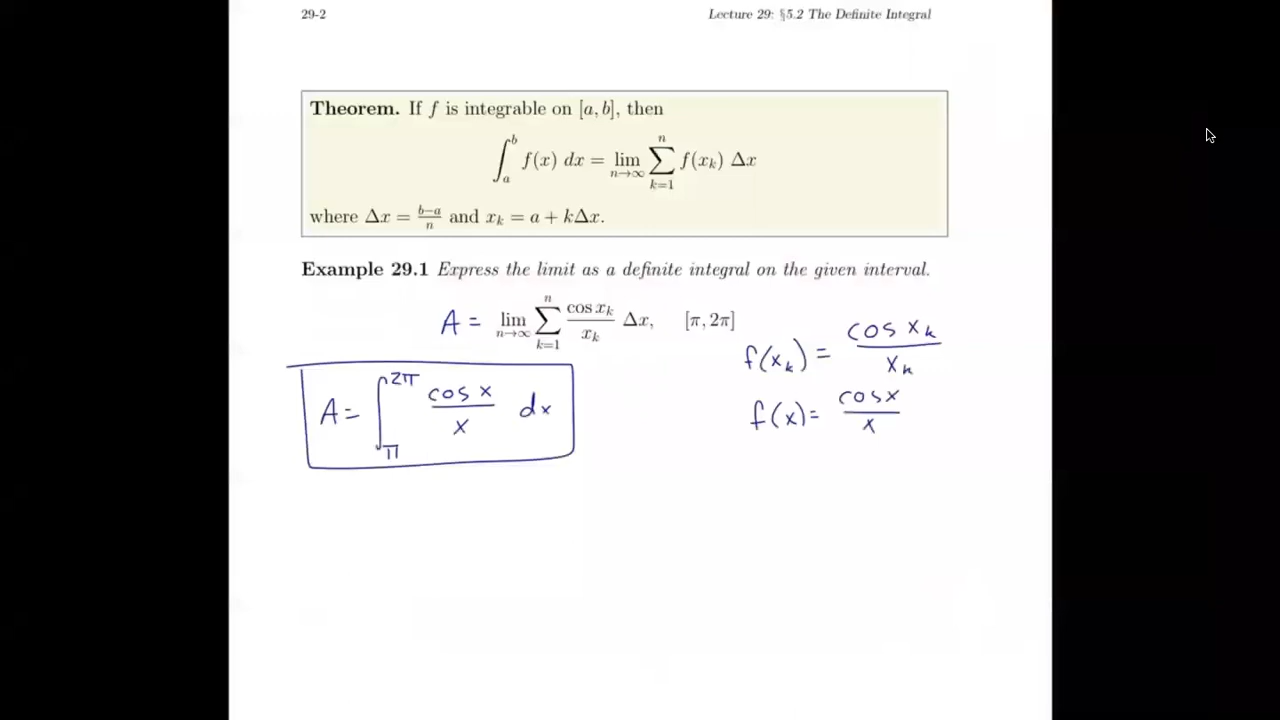 29-2 Lecture 29: §5.2 The Definite Integral
Theorem. If f is integrable on [a, b], then
∫_a^b f(x) dx = lim_{n→∞} ∑_{k=1}^n f(x_k) Δx
where Δx = (b−a)/n and x_k = a + kΔx.
Example 29.1 Express the limit as a definite integral on the given interval.
A = lim_{n→∞} ∑_{k=1}^n (cos x_k)/(x_k) Δx, [π, 2π]
f(x_k) = (cos x_k)/(x_k)
A = ∫_π^{2π} (cos x)/(x) dx
f(x) = (cos x)/(x)